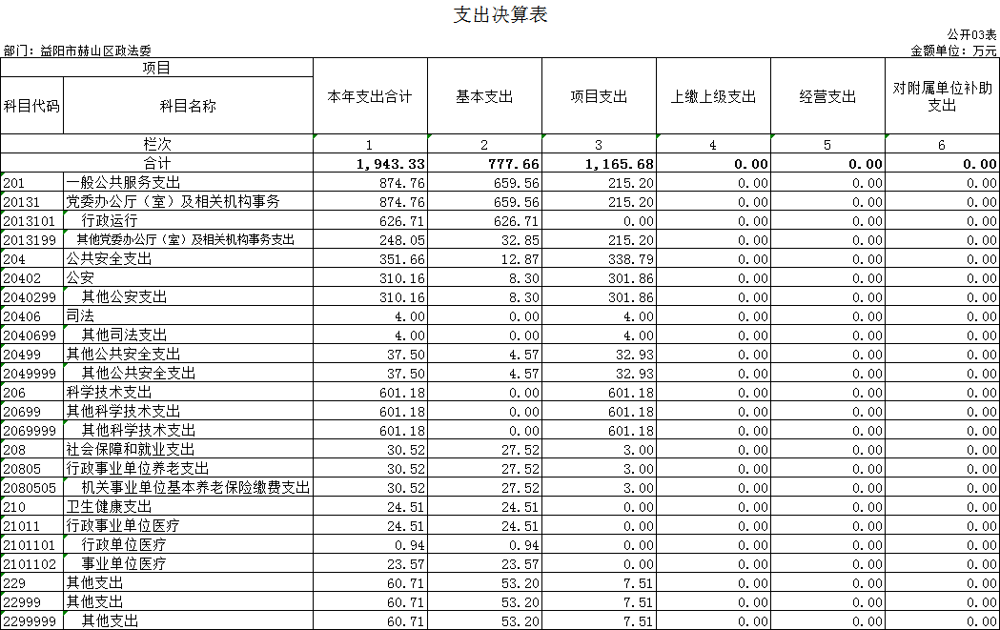 支出决算表
公开03表
部门：益阳市赫山区政法委 金额单位：万元
项目 本年支出合计 基本支出 项目支出 上缴上级支出 经营支出 对附属单位补助支出
科目代码 科目名称
栏次 1 2 3 4 5 6
合计 1,943.33 777.66 1,165.68 0.00 0.00 0.00
201 一般公共服务支出 874.76 659.56 215.20 0.00 0.00 0.00
20131 党委办公厅（室）及相关机构事务 874.76 659.56 215.20 0.00 0.00 0.00
2013101 行政运行 626.71 626.71 0.00 0.00 0.00 0.00
2013199 其他党委办公厅（室）及相关机构事务支出 248.05 32.85 215.20 0.00 0.00 0.00
204 公共安全支出 351.66 12.87 338.79 0.00 0.00 0.00
20402 公安 310.16 8.30 301.86 0.00 0.00 0.00
2040299 其他公安支出 310.16 8.30 301.86 0.00 0.00 0.00
20406 司法 4.00 0.00 4.00 0.00 0.00 0.00
2040699 其他司法支出 4.00 0.00 4.00 0.00 0.00 0.00
20499 其他公共安全支出 37.50 4.57 32.93 0.00 0.00 0.00
2049999 其他公共安全支出 37.50 4.57 32.93 0.00 0.00 0.00
206 科学技术支出 601.18 0.00 601.18 0.00 0.00 0.00
20699 其他科学技术支出 601.18 0.00 601.18 0.00 0.00 0.00
2069999 其他科学技术支出 601.18 0.00 601.18 0.00 0.00 0.00
208 社会保障和就业支出 30.52 27.52 3.00 0.00 0.00 0.00
20805 行政事业单位养老支出 30.52 27.52 3.00 0.00 0.00 0.00
2080505 机关事业单位基本养老保险缴费支出 30.52 27.52 3.00 0.00 0.00 0.00
210 卫生健康支出 24.51 24.51 0.00 0.00 0.00 0.00
21011 行政事业单位医疗 24.51 24.51 0.00 0.00 0.00 0.00
2101101 行政单位医疗 0.94 0.94 0.00 0.00 0.00 0.00
2101102 事业单位医疗 23.57 23.57 0.00 0.00 0.00 0.00
229 其他支出 60.71 53.20 7.51 0.00 0.00 0.00
22999 其他支出 60.71 53.20 7.51 0.00 0.00 0.00
2299999 其他支出 60.71 53.20 7.51 0.00 0.00 0.00